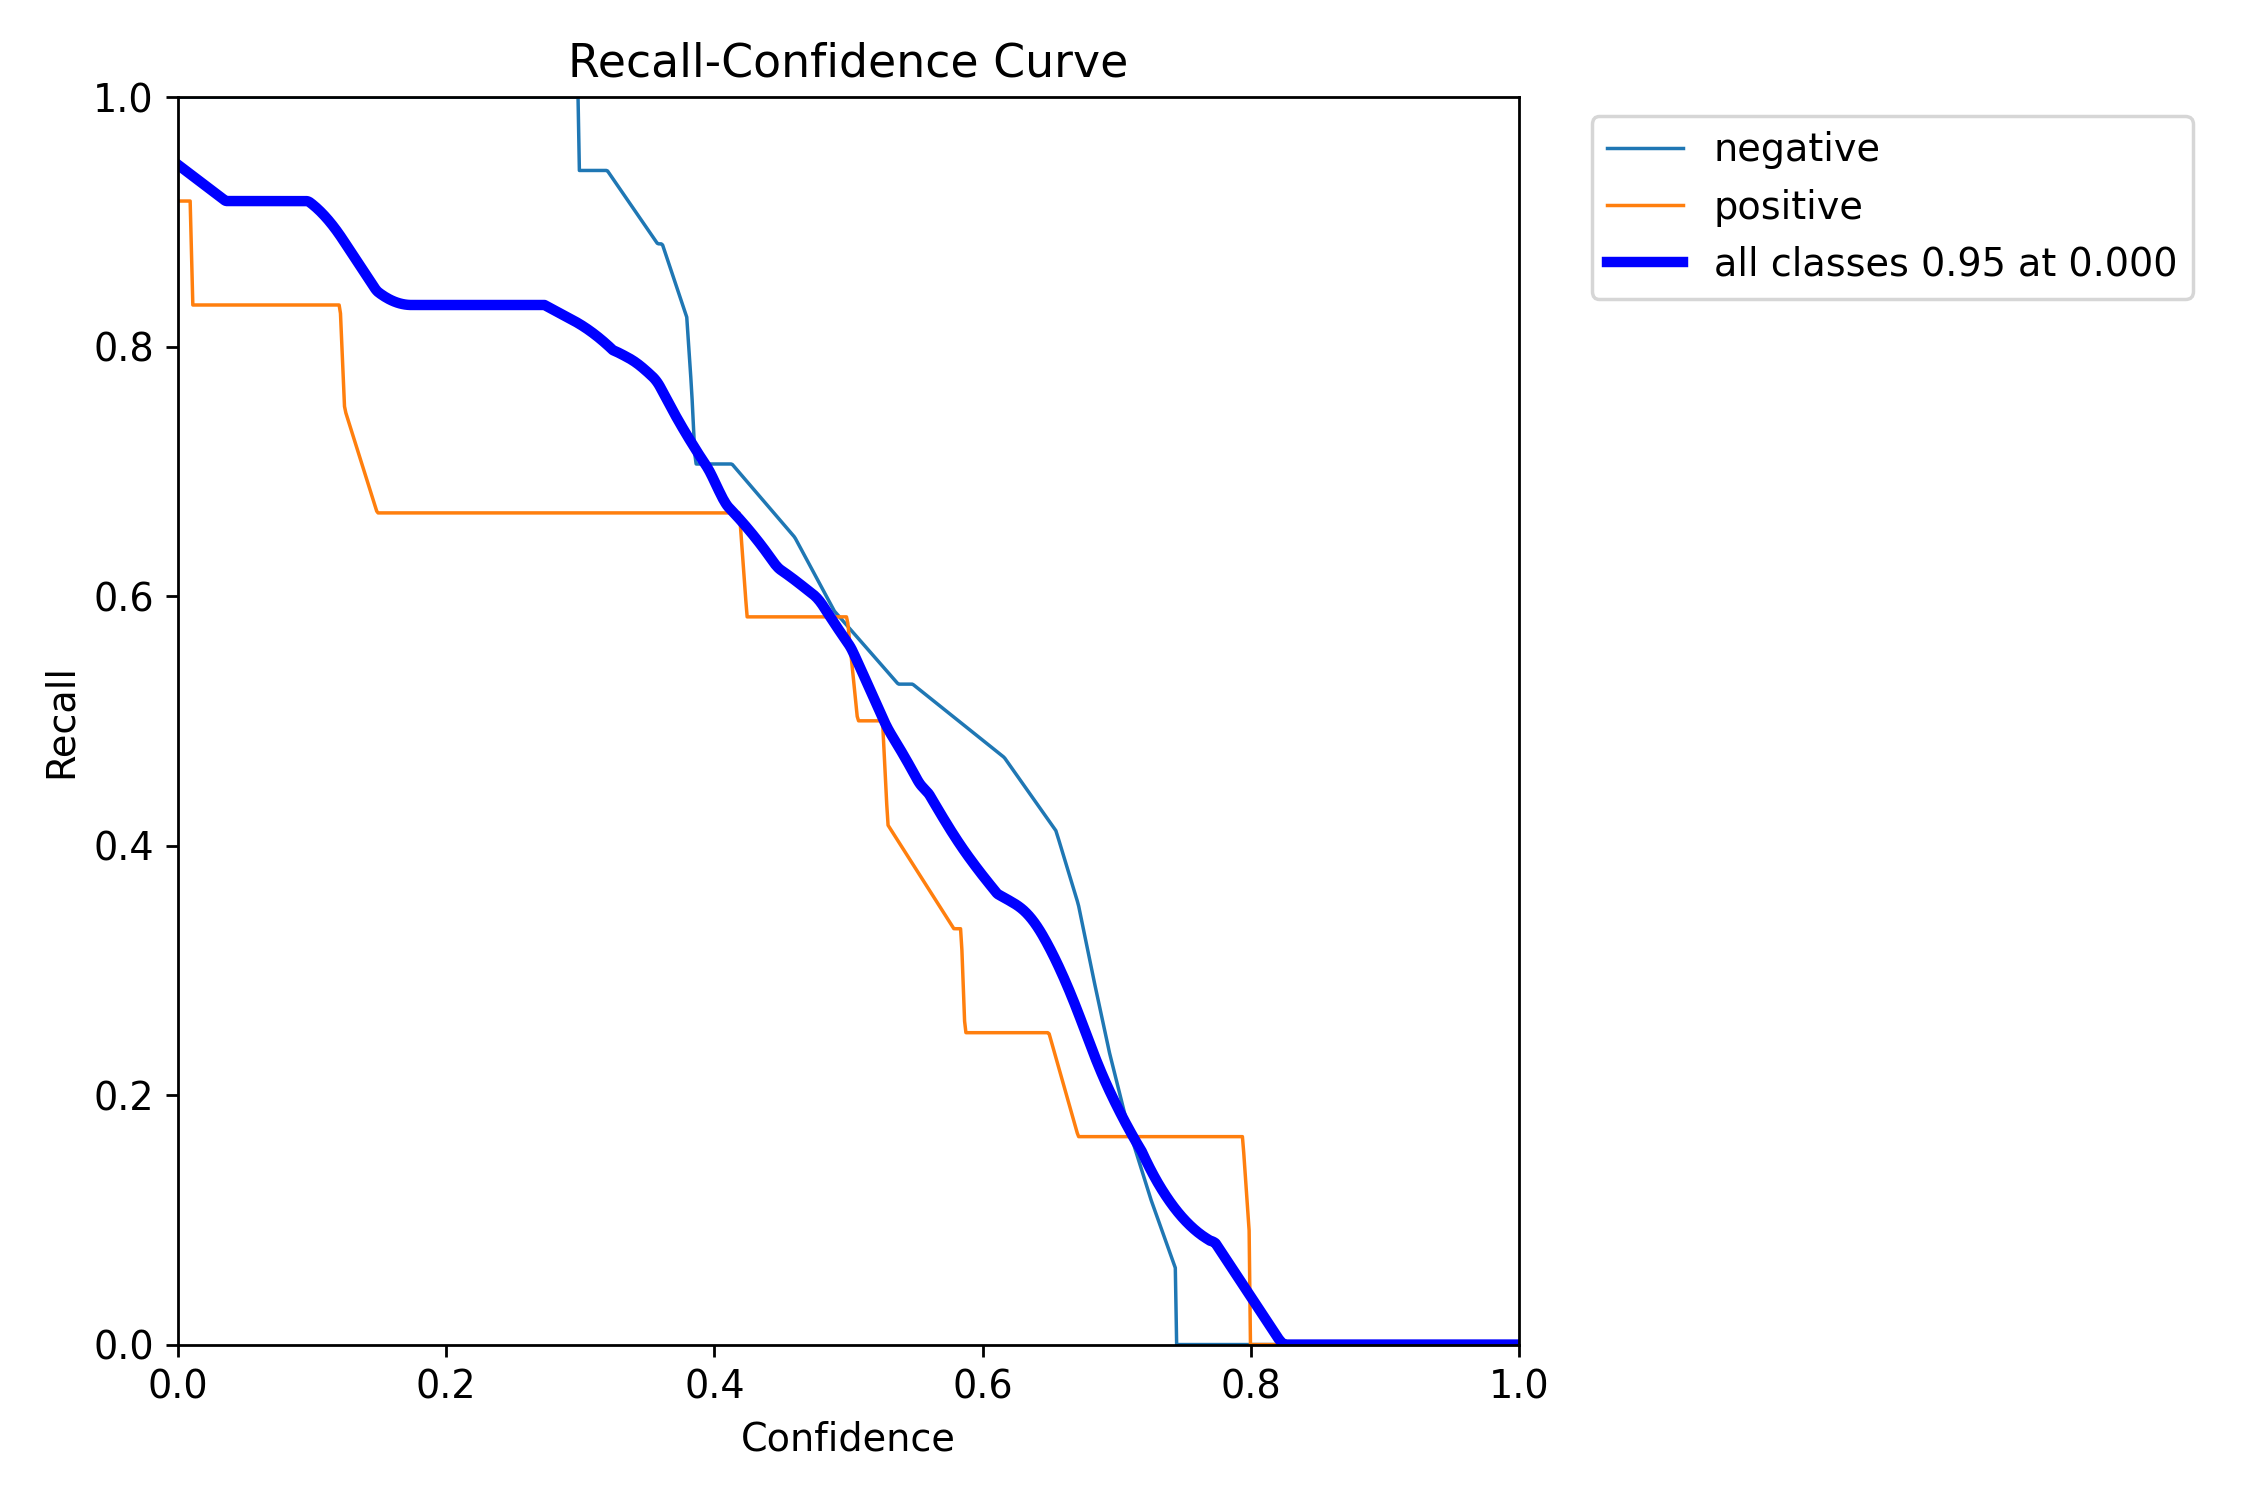 Recall-Confidence Curve
1.0
0.8
0.6
0.4
0.2
0.0
Recall
0.0 0.2 0.4 0.6 0.8 1.0
Confidence
negative
positive
all classes 0.95 at 0.000